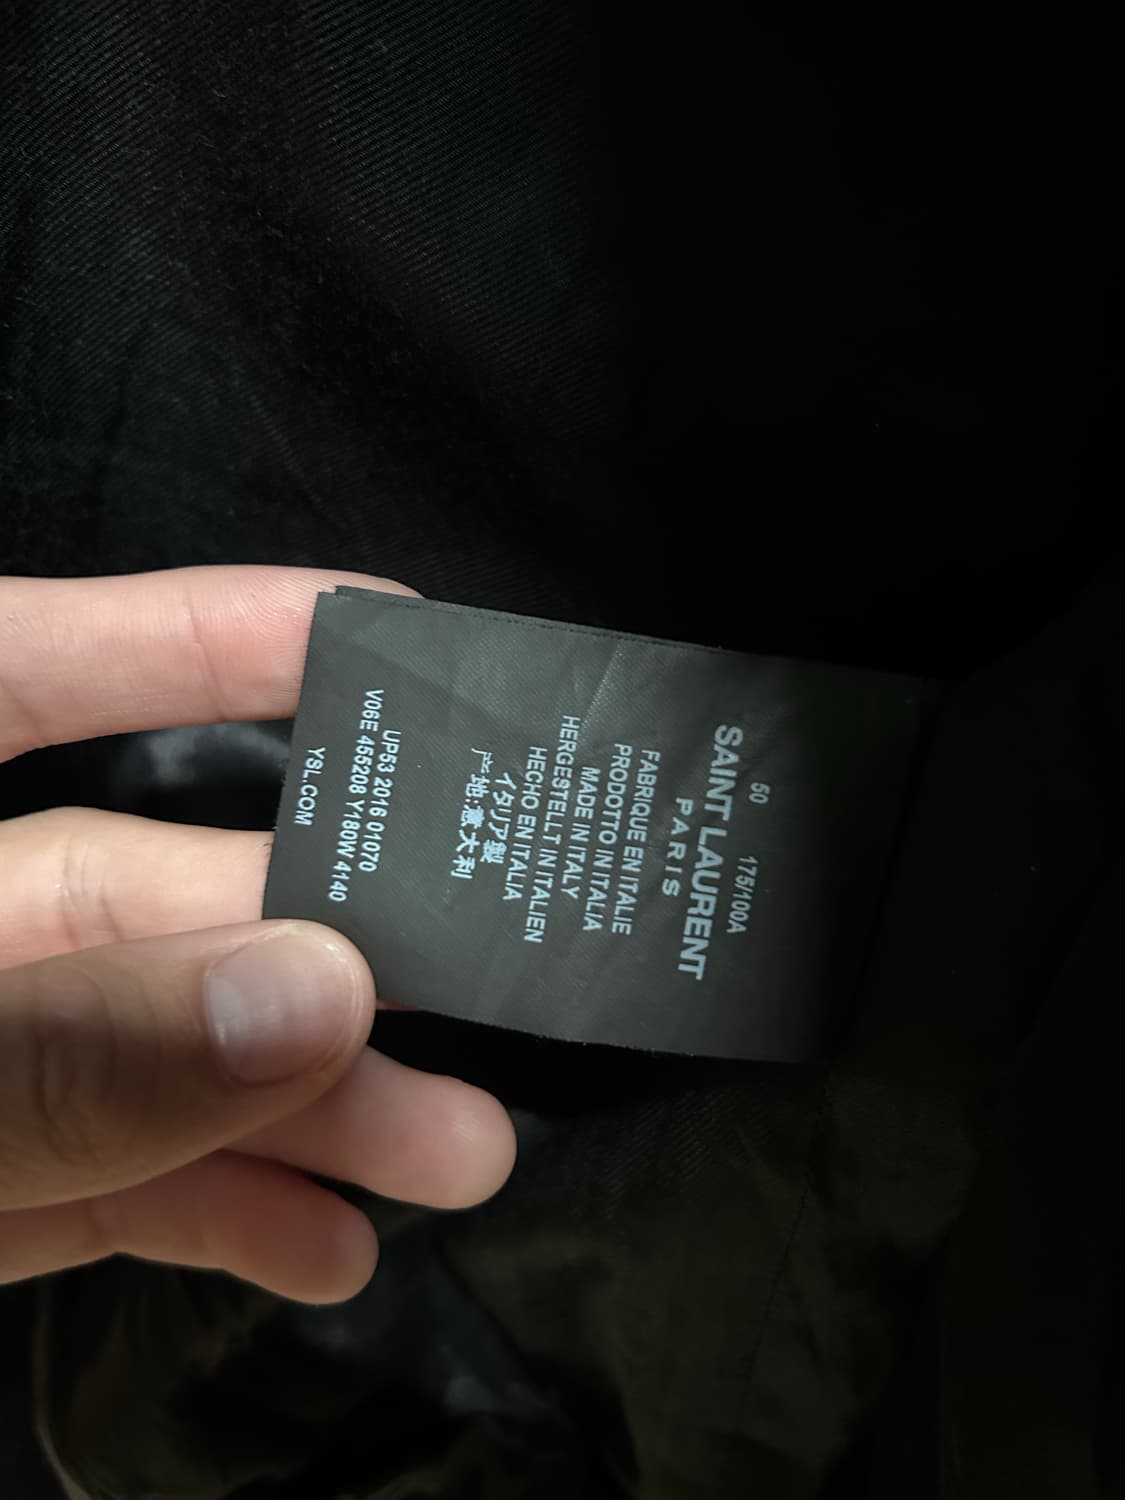 50 175/100A
SAINT LAURENT
PARIS
FABRIQUE EN ITALIE
PRODOTTO IN ITALIA
MADE IN ITALY
HERGESTELLT IN ITALIEN
HECHO EN ITALIA
イタリア製
产地:意大利
UP53 2016 01070
V06E 455208 Y180W 4140
YSL.COM